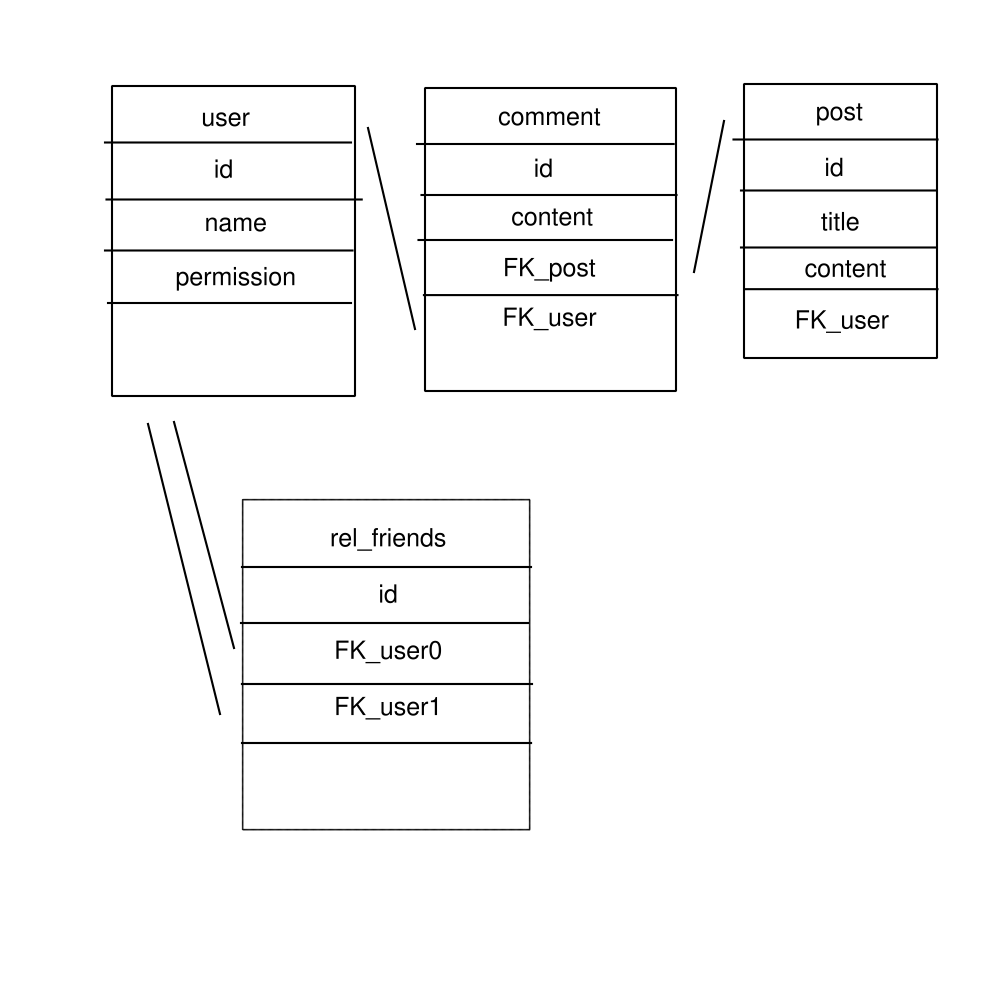 user
id
name
permission
comment
id
content
FK_post
FK_user
post
id
title
content
FK_user
rel_friends
id
FK_user0
FK_user1